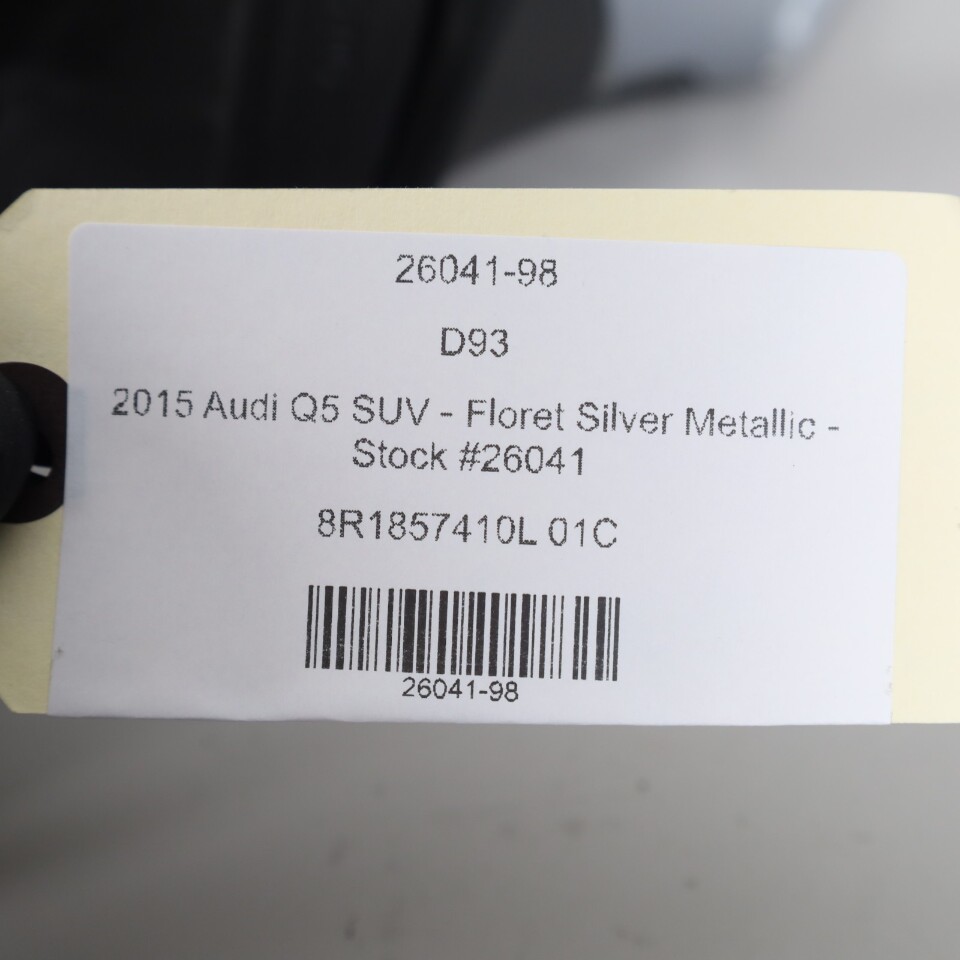 26041-98
D93
2015 Audi Q5 SUV - Floret Silver Metallic -
Stock #26041
8R1857410L 01C
26041-98